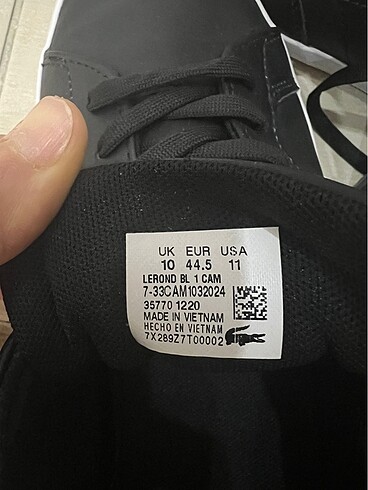 UK EUR USA
10 44.5 11
LEROND BL 1 CAM
7-33CAM1032024
35770 1220
MADE IN VIETNAM
HECHO EN VIETNAM
7X289Z7T00002